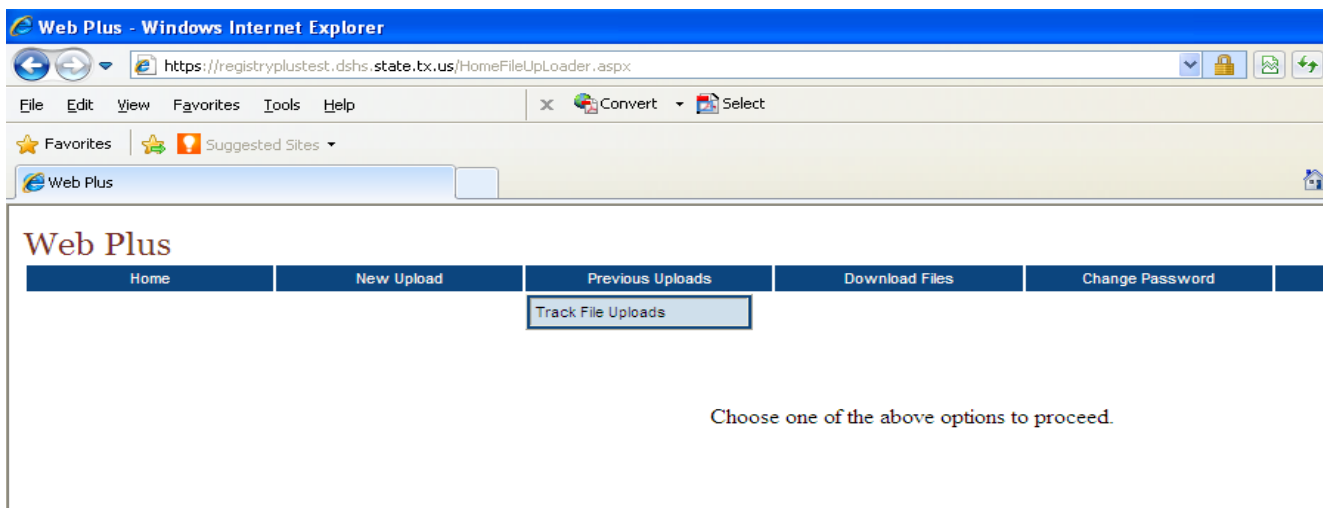 Web Plus - Windows Internet Explorer
https://registryplustest.dshs.state.tx.us/HomeFileUpLoader.aspx
File Edit View Favorites Tools Help x Convert Select
Favorites Suggested Sites
Web Plus
Web Plus
Home New Upload Previous Uploads Download Files Change Password
Track File Uploads
Choose one of the above options to proceed.